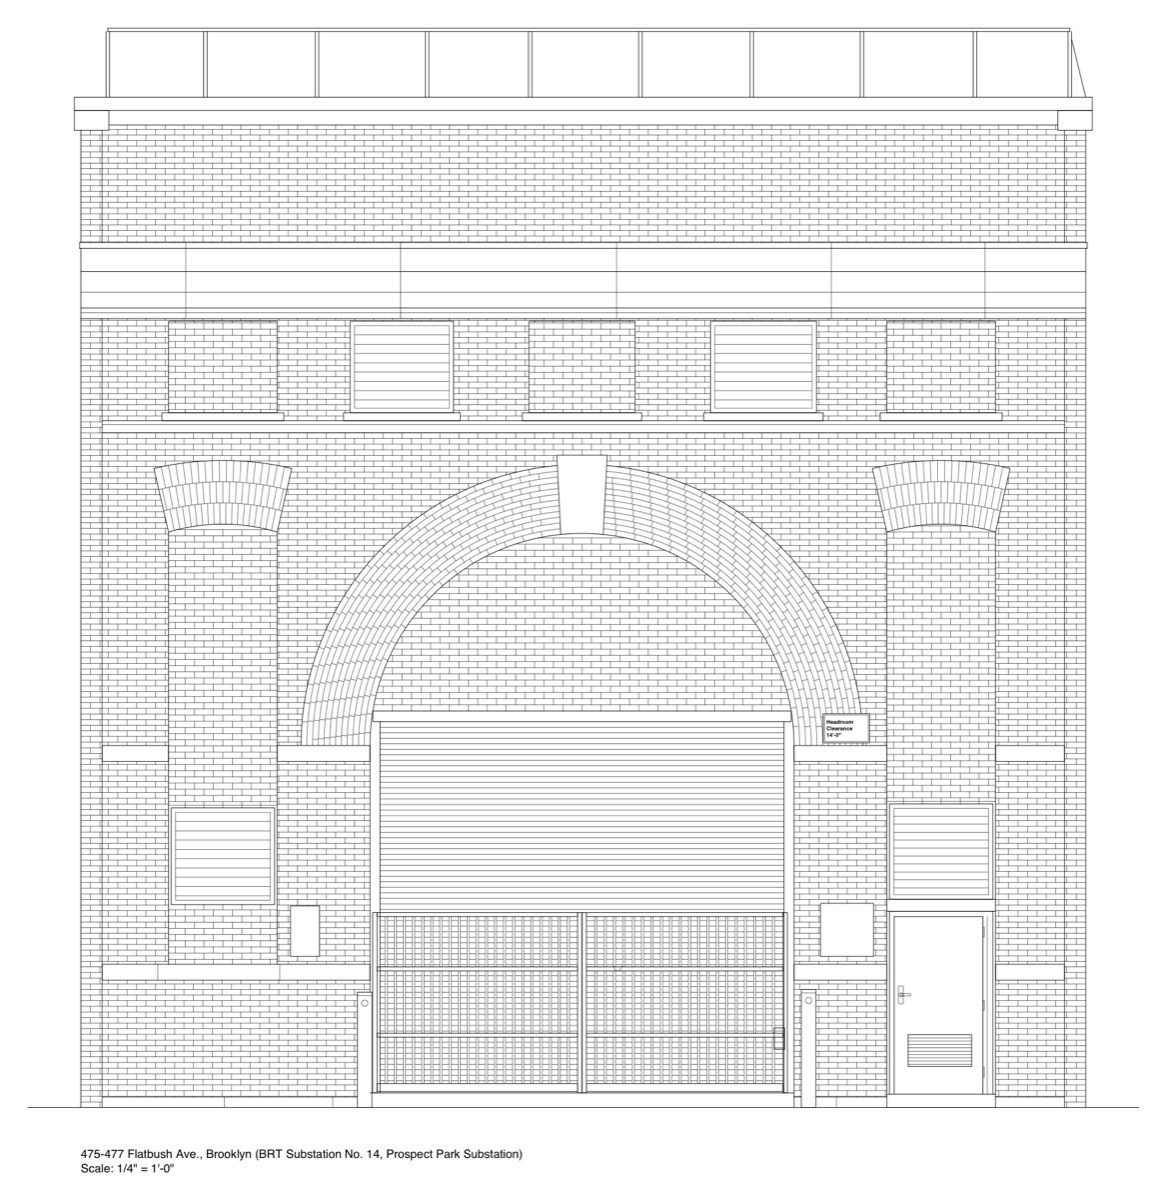 Headroom
Clearance
14'-0"
475-477 Flatbush Ave., Brooklyn (BRT Substation No. 14, Prospect Park Substation)
Scale: 1/4" = 1'-0"